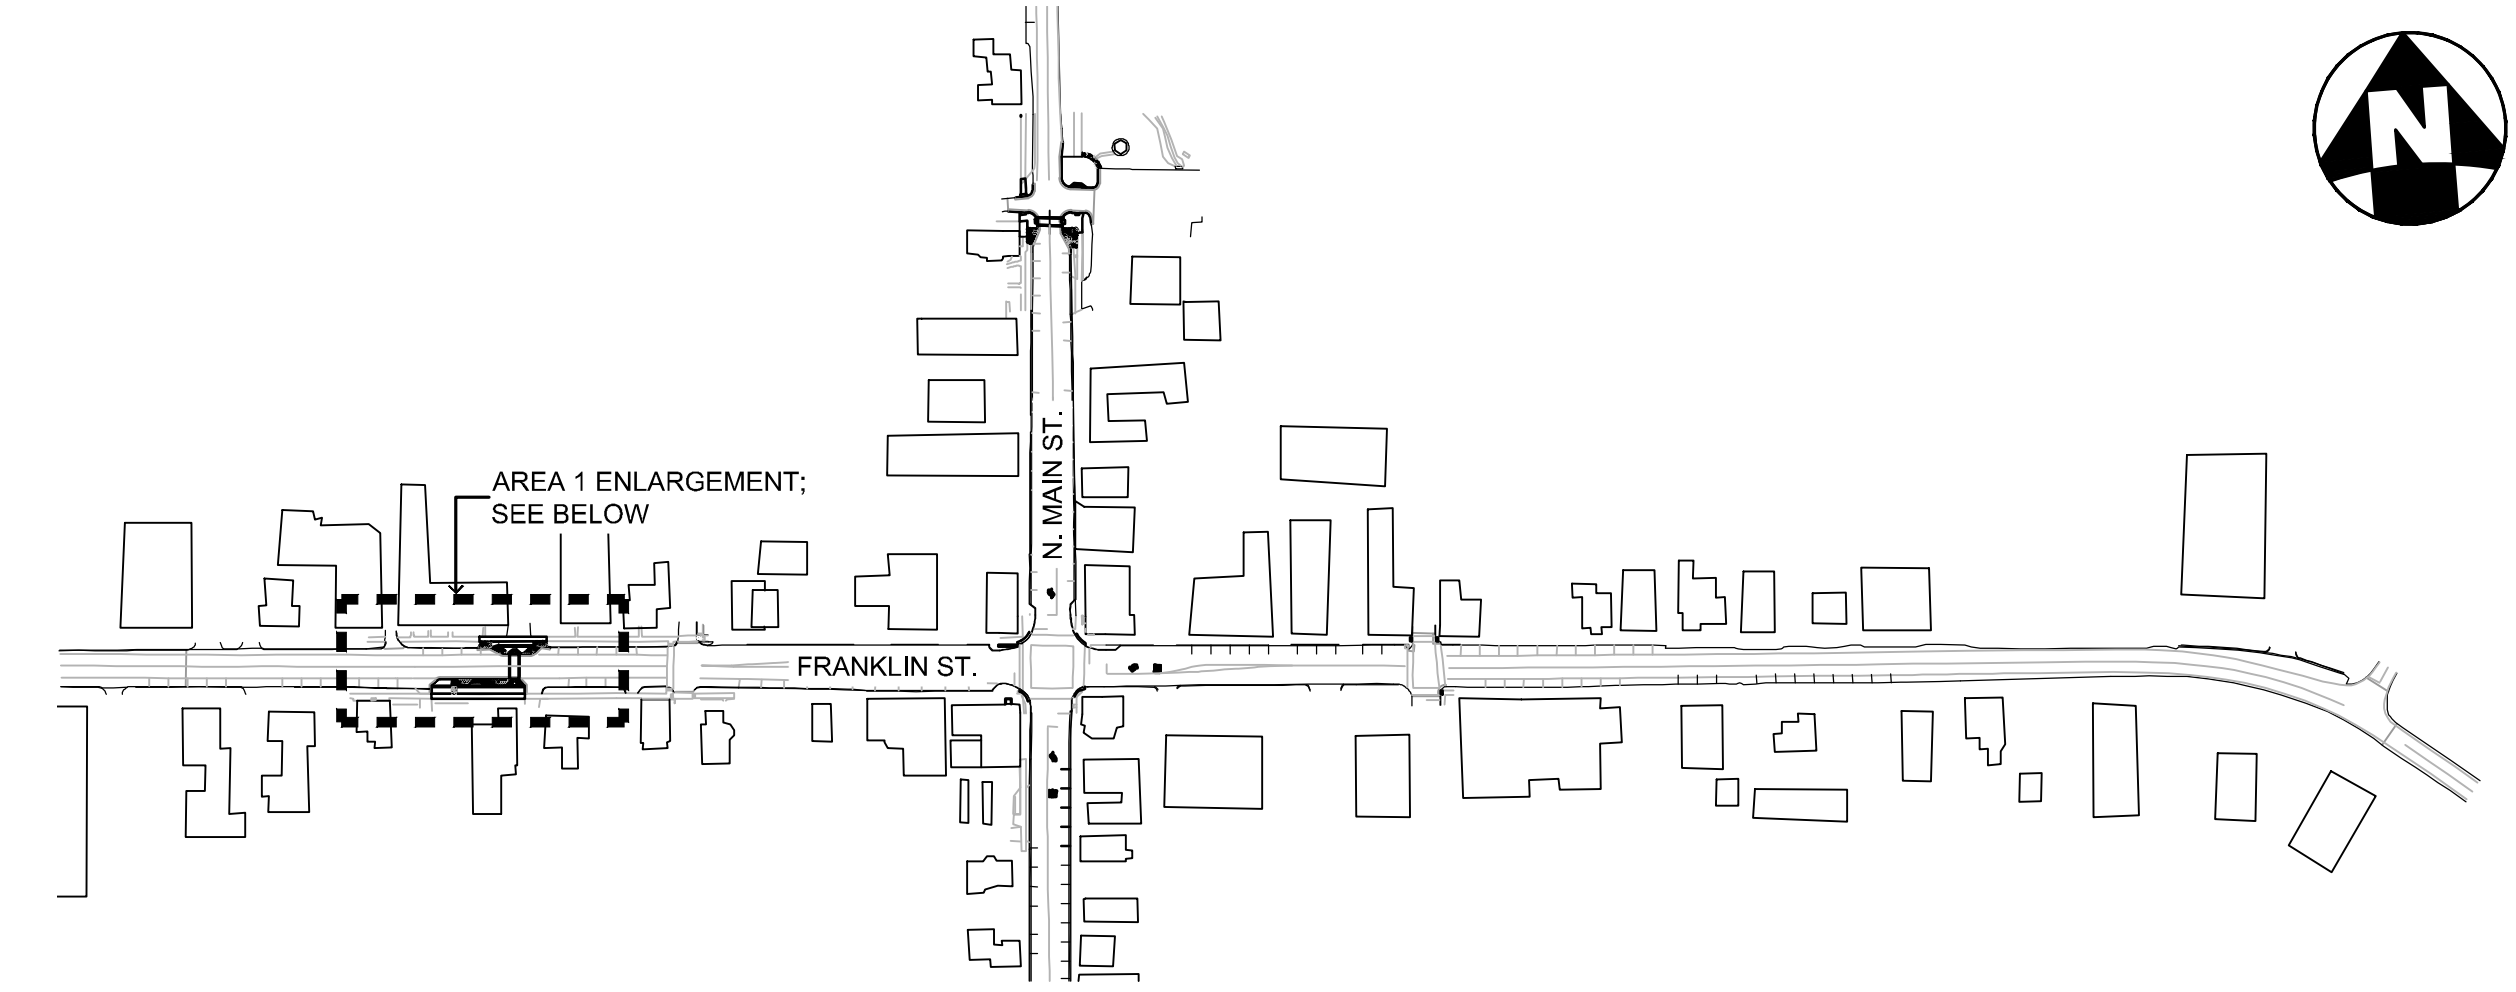 N
AREA 1 ENLARGEMENT;
SEE BELOW
N. MAIN ST.
FRANKLIN ST.